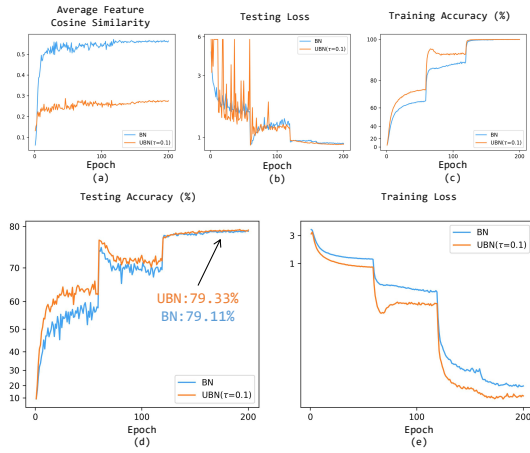 Average Feature
Cosine Similarity
0.5
0.4
0.3
0.2
0.1
BN
UBN(τ=0.1)
0 100 200
Epoch
(a)
Testing Loss
6
3
1
BN
UBN(τ=0.1)
0 100 200
Epoch
(b)
Training Accuracy (%)
100
80
60
40
20
0
BN
UBN(τ=0.1)
0 100 200
Epoch
(c)
Testing Accuracy (%)
80
70
60
50
40
30
20
10
UBN:79.33%
BN:79.11%
BN
UBN(τ=0.1)
0 100 200
Epoch
(d)
Training Loss
3
1
BN
UBN(τ=0.1)
0 100 200
Epoch
(e)